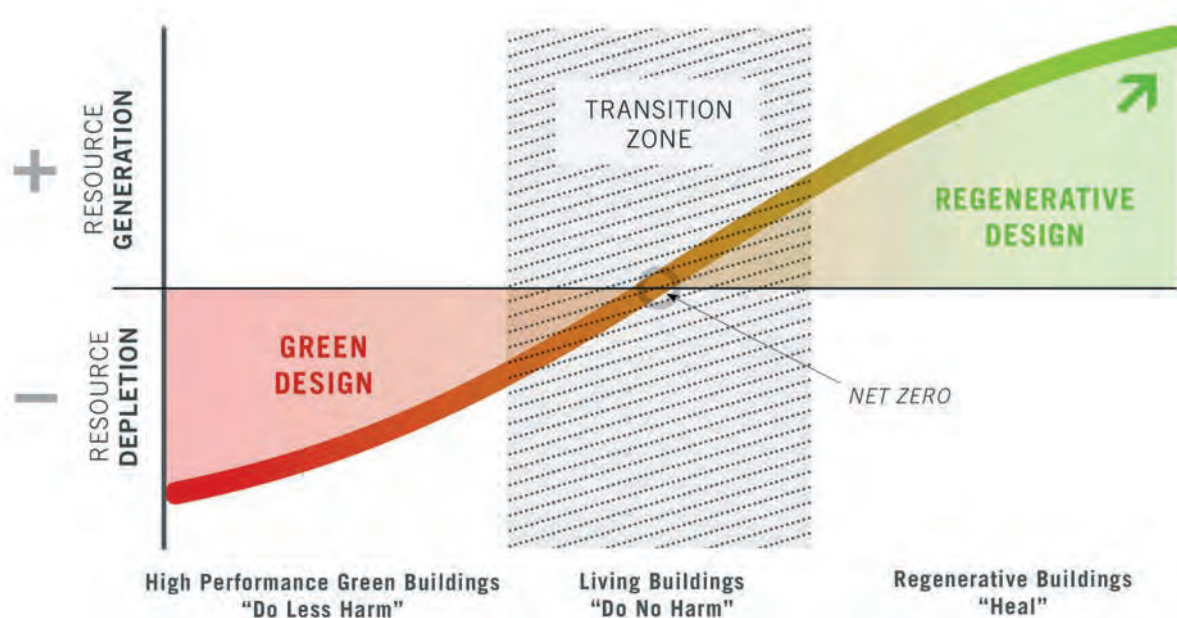 +
RESOURCE
GENERATION
−
RESOURCE
DEPLETION
TRANSITION
ZONE
REGENERATIVE
DESIGN
GREEN
DESIGN
NET ZERO
High Performance Green Buildings
“Do Less Harm”
Living Buildings
“Do No Harm”
Regenerative Buildings
“Heal”